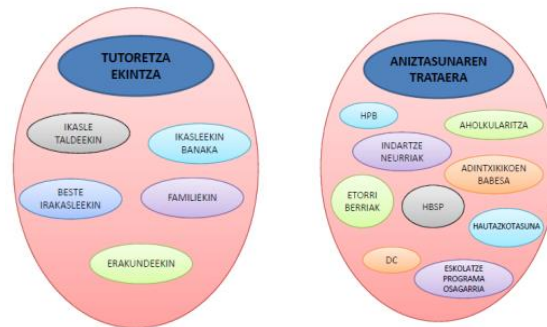 TUTORETZA
EKINTZA
IKASLE
TALDEEKIN
IKASLEEKIN
BANAKA
BESTE
IRAKASLEEKIN
FAMILIEKIN
ERAKUNDEEKIN
ANIZTASUNAREN
TRATAERA
HPB
AHOLKULARITZA
INDARTZE
NEURRIAK
ADINTXIKIKOEN
BABESA
ETORRI
BERRIAK
HBSP
HAUTAZKOTASUNA
DC
ESKOLATZE
PROGRAMA
OSAGARRIA